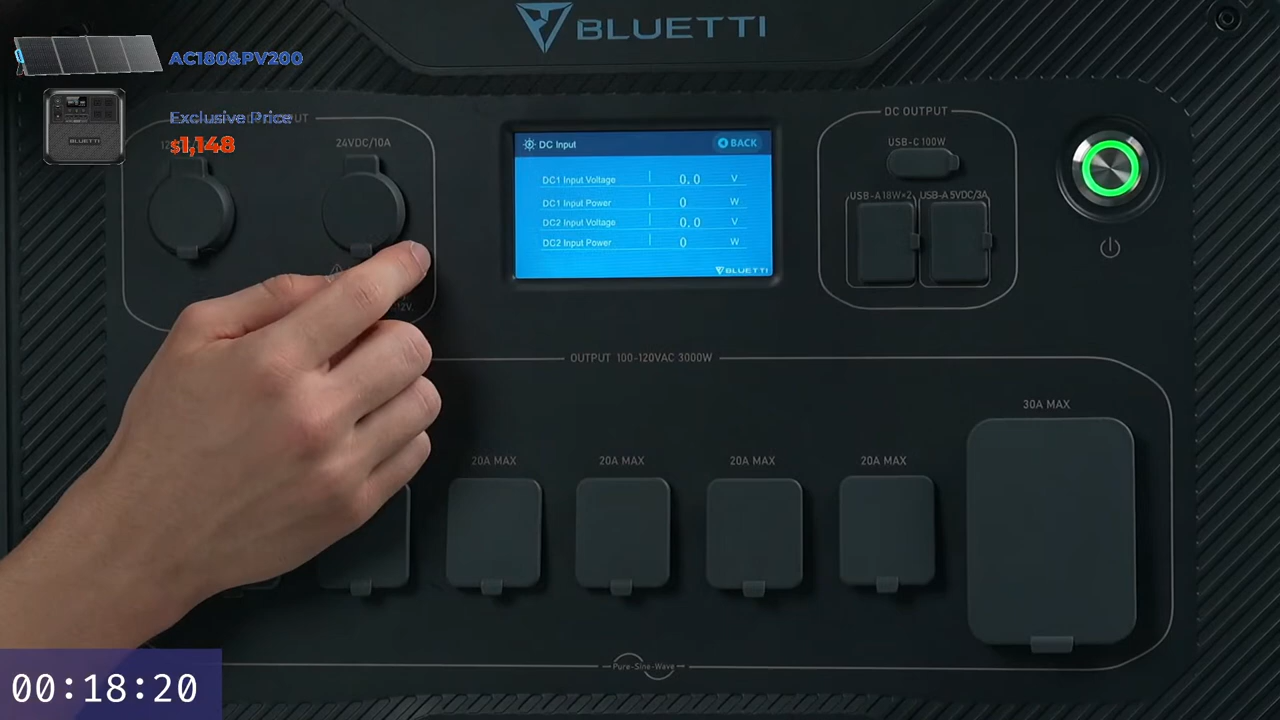 BLUETTI
AC180&PV200
Exclusive Price
$1,148
24VDC/10A
DC Input
BACK
DC1 Input Voltage 0.0 V
DC1 Input Power 0 W
DC2 Input Voltage 0.0 V
DC2 Input Power 0 W
BLUETTI
DC OUTPUT
USB-C 100W
USB-A 18W×2
USB-A 5VDC/3A
OUTPUT 100-120VAC 3000W
20A MAX
20A MAX
20A MAX
20A MAX
30A MAX
BLUETTI
Pure-Sine-Wave
00:18:20